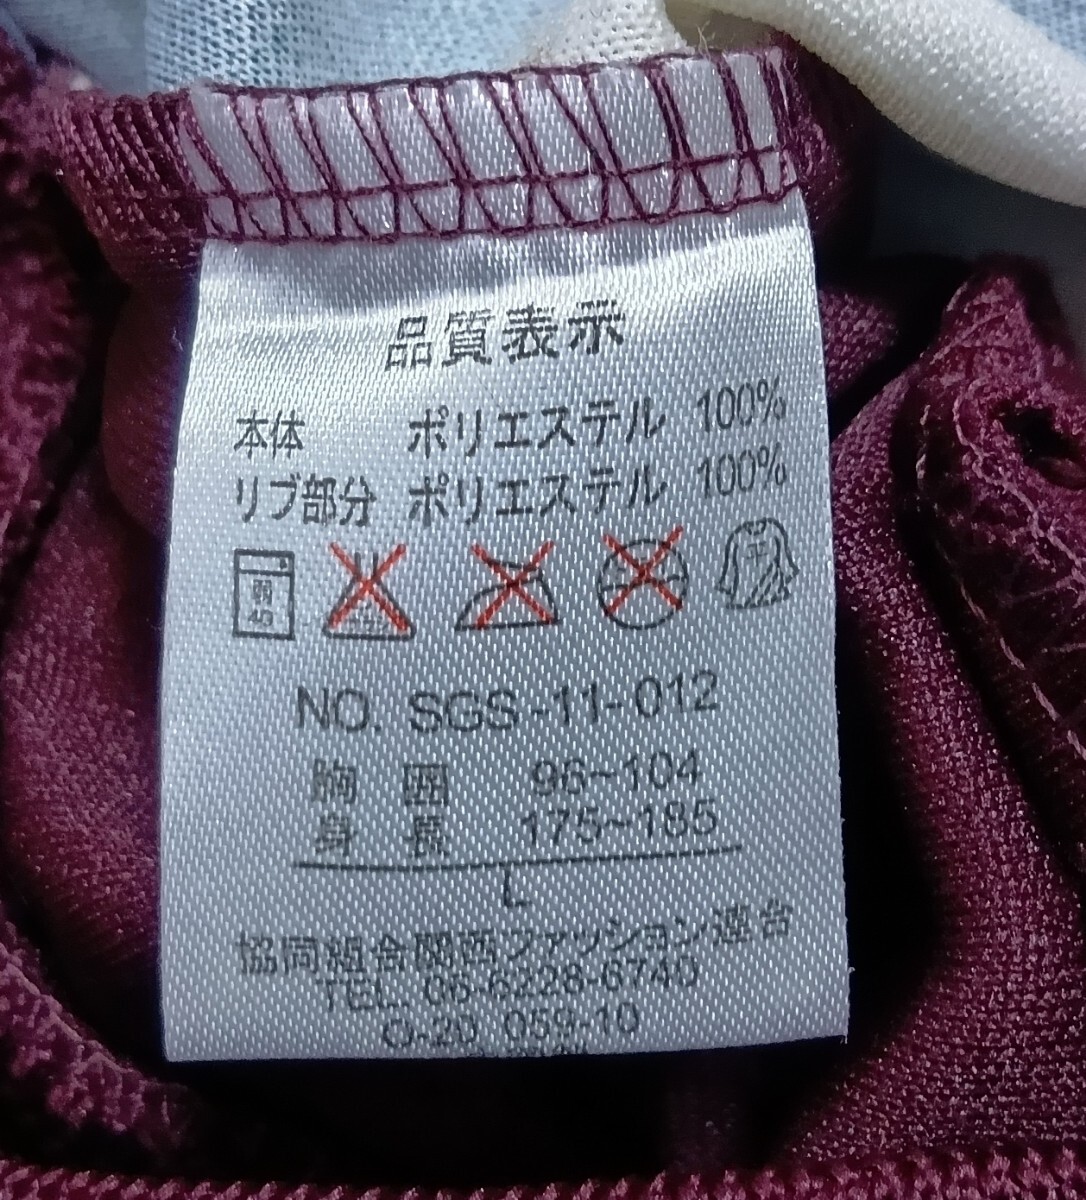 品質表示
本体 ポリエステル 100%
リブ部分 ポリエステル 100%
弱 40 平
NO. SGS-11-012
胸囲 96~104
身長 175~185
L
協同組合関西ファッション連合
TEL. 06-6228-6740
O-20 059-10